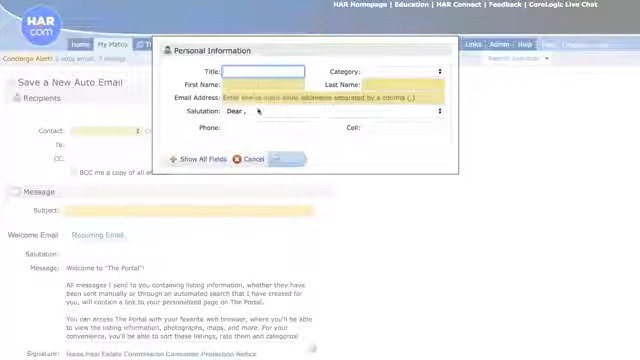 HAR Homepage | Education | HAR Connect | Feedback | CoreLogic Live Chat
HAR
.com
Home My Matrix Links Admin Help
Concierge Alert!
Save a New Auto Email
Recipients
Contact:
To:
CC:
BCC me a copy of all
Message
Subject:
Welcome Email Recurring Email
Salutation:
Message: Welcome to "The Portal"!
All messages I send to you containing listing information, whether they have
been sent manually or through an automated search that I have created for
you, will contain a link to your personalized page on The Portal.
You can access The Portal with your favorite web browser, where you'll be able
to view the listing information, photographs, maps, and more. For your
convenience, you'll be able to sort these listings, rate them and categorize
Signature: Texas Real Estate Commission Consumer Protection Notice
Personal Information
Title: Category:
First Name: Last Name:
Email Address: Enter one or more email addresses separated by a comma (,)
Salutation: Dear ,
Phone: Cell:
Show All Fields Cancel